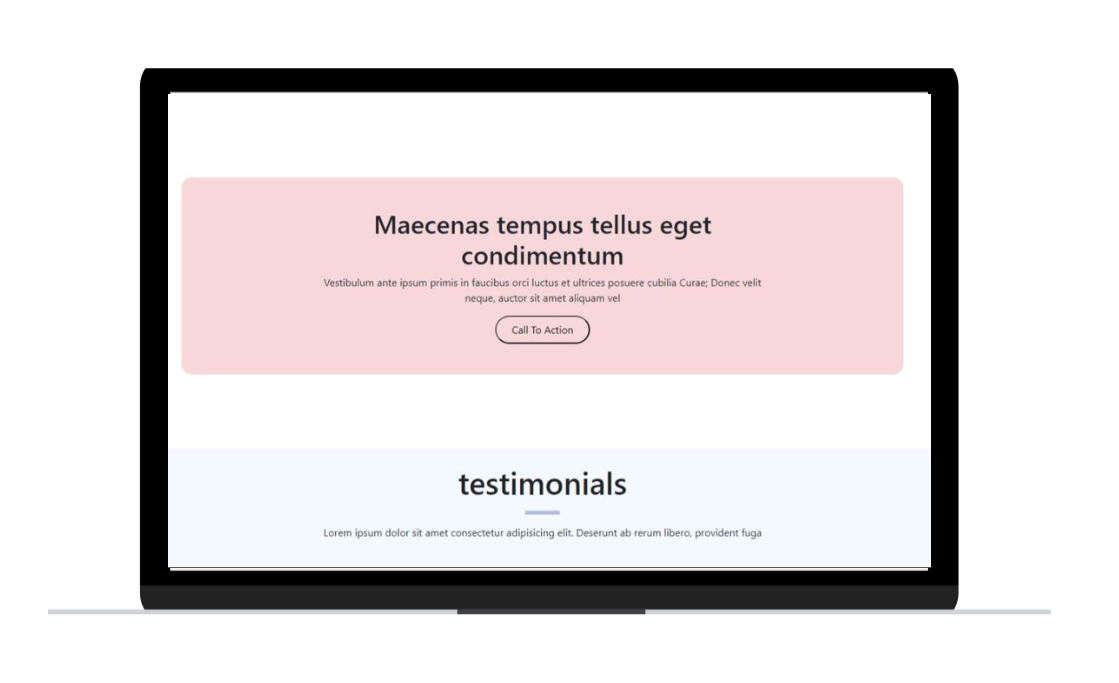 Maecenas tempus tellus eget
condimentum
Vestibulum ante ipsum primis in faucibus orci luctus et ultrices posuere cubilia Curae; Donec velit
neque, auctor sit amet aliquam vel
Call To Action
testimonials
Lorem ipsum dolor sit amet consectetur adipisicing elit. Deserunt ab rerum libero, provident fuga